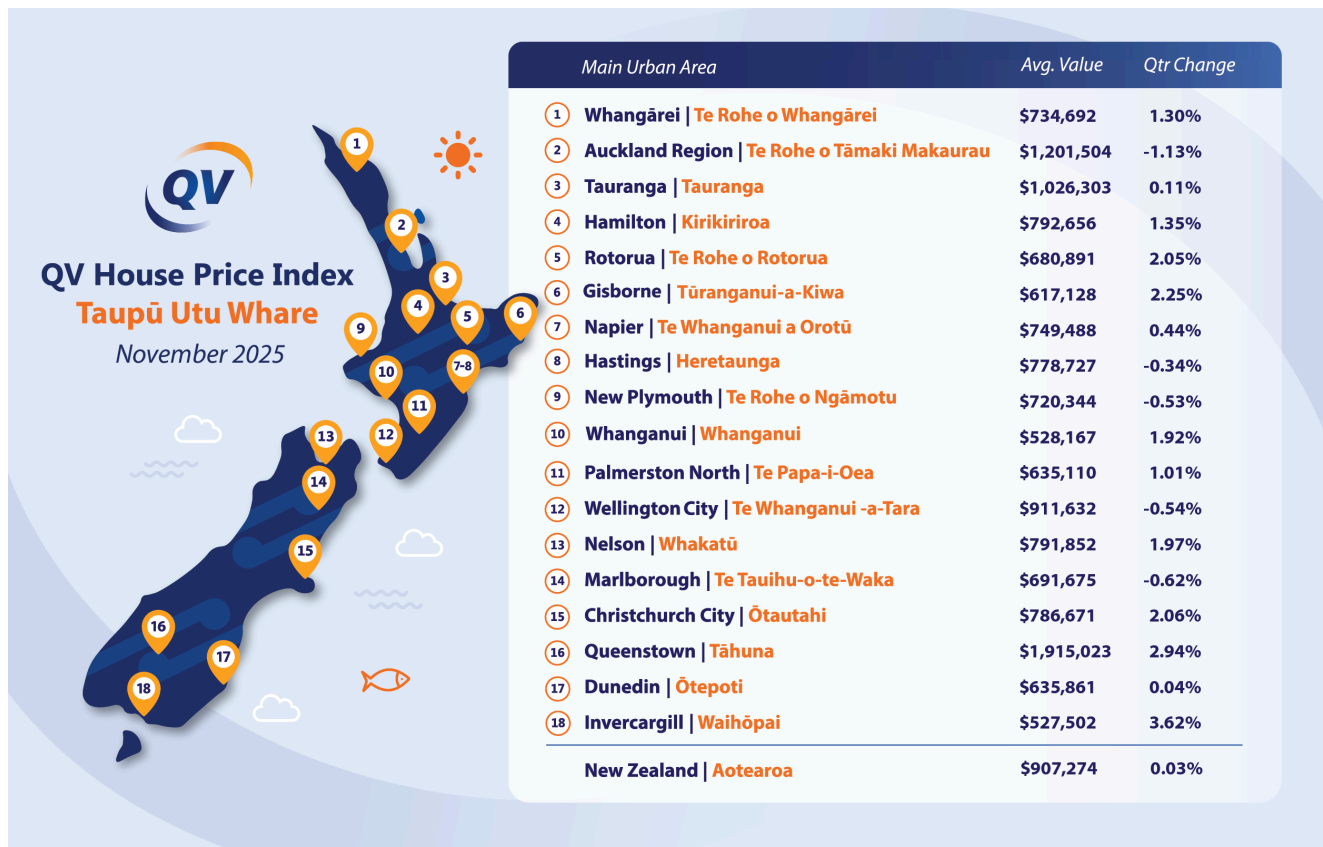 QV
QV House Price Index
Taupū Utu Whare
November 2025
1
2
3
4
5
6
7-8
9
10
11
12
13
14
15
16
17
18
Main Urban Area Avg. Value Qtr Change
1 Whangārei | Te Rohe o Whangārei $734,692 1.30%
2 Auckland Region | Te Rohe o Tāmaki Makaurau $1,201,504 -1.13%
3 Tauranga | Tauranga $1,026,303 0.11%
4 Hamilton | Kirikiriroa $792,656 1.35%
5 Rotorua | Te Rohe o Rotorua $680,891 2.05%
6 Gisborne | Tūranganui-a-Kiwa $617,128 2.25%
7 Napier | Te Whanganui a Orotū $749,488 0.44%
8 Hastings | Heretaunga $778,727 -0.34%
9 New Plymouth | Te Rohe o Ngāmotu $720,344 -0.53%
10 Whanganui | Whanganui $528,167 1.92%
11 Palmerston North | Te Papa-i-Oea $635,110 1.01%
12 Wellington City | Te Whanganui -a-Tara $911,632 -0.54%
13 Nelson | Whakatū $791,852 1.97%
14 Marlborough | Te Tauihu-o-te-Waka $691,675 -0.62%
15 Christchurch City | Ōtautahi $786,671 2.06%
16 Queenstown | Tāhuna $1,915,023 2.94%
17 Dunedin | Ōtepoti $635,861 0.04%
18 Invercargill | Waihōpai $527,502 3.62%
New Zealand | Aotearoa $907,274 0.03%